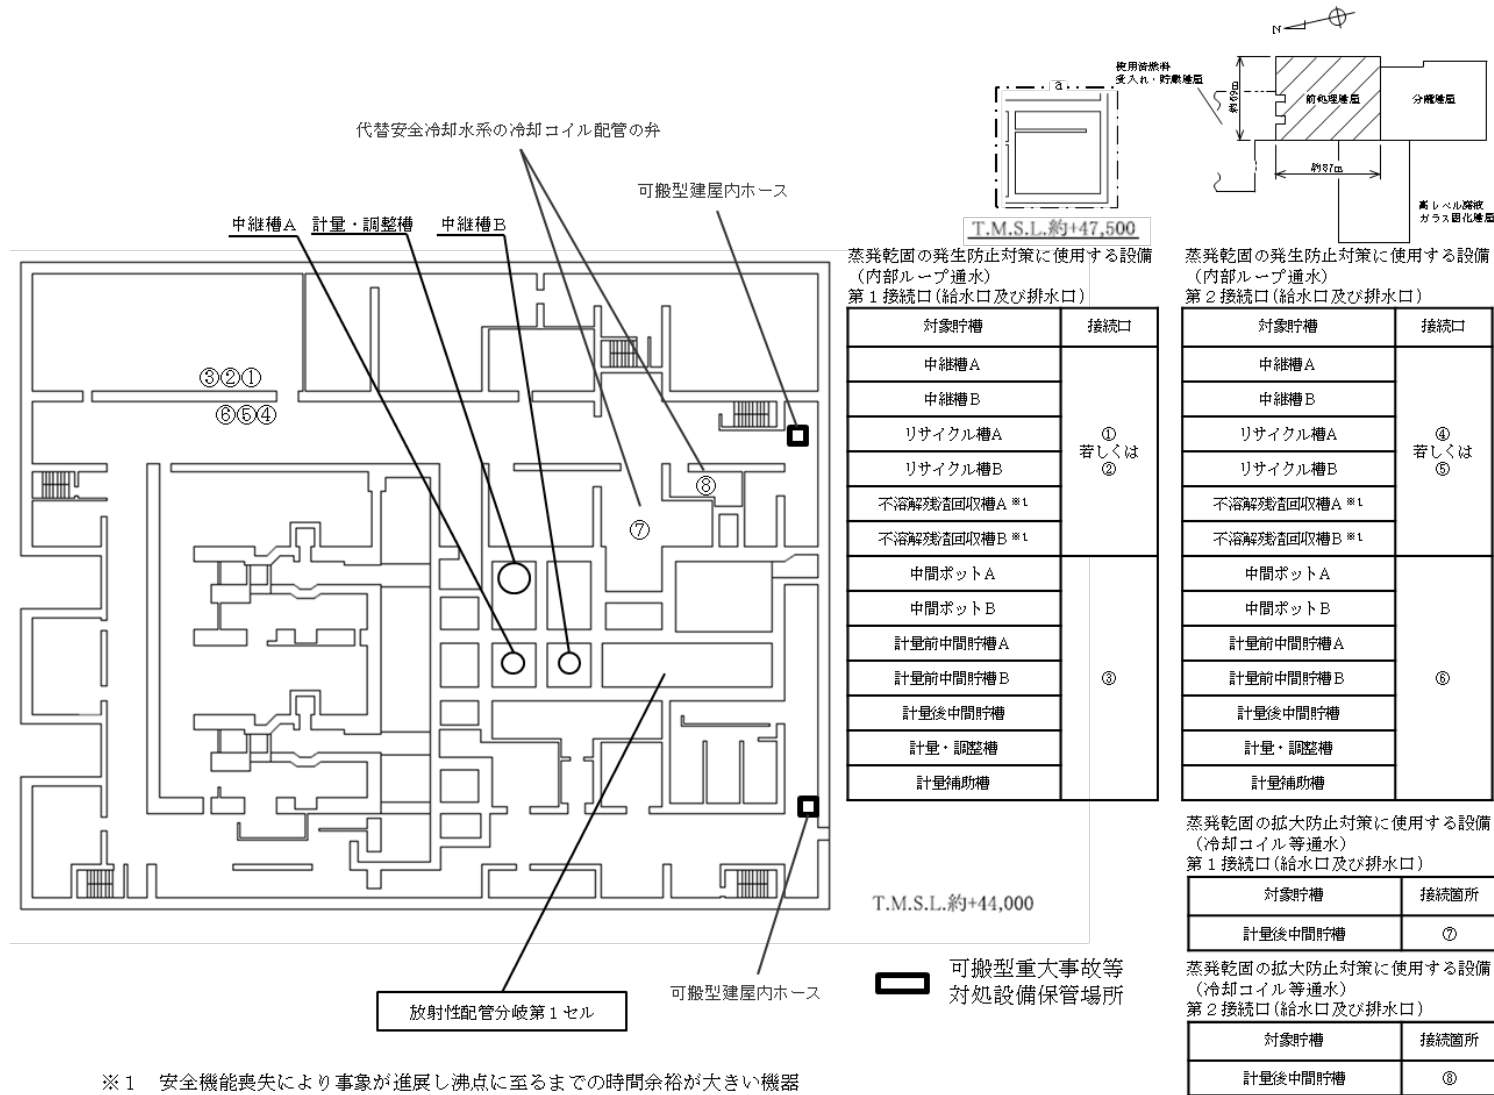 N
使用済燃料
受入れ・貯蔵建屋
約69m
前処理建屋
分離建屋
約87m
高レベル廃液
ガラス固化建屋
a
T.M.S.L.約+47,500
代替安全冷却水系の冷却コイル配管の弁
可搬型建屋内ホース
中継槽A
計量・調整槽
中継槽B
③②①
⑥⑤④
⑧
⑦
放射性配管分岐第1セル
可搬型建屋内ホース
T.M.S.L.約+44,000
可搬型重大事故等
対処設備保管場所
蒸発乾固の発生防止対策に使用する設備
(内部ループ通水)
第1接続口(給水口及び排水口)
対象貯槽 接続口
中継槽A
中継槽B
リサイクル槽A
リサイクル槽B
不溶解残渣回収槽A ※1
不溶解残渣回収槽B ※1
①
若しくは
②
中間ポットA
中間ポットB
計量前中間貯槽A
計量前中間貯槽B
計量後中間貯槽
計量・調整槽
計量補助槽
③
蒸発乾固の発生防止対策に使用する設備
(内部ループ通水)
第2接続口(給水口及び排水口)
対象貯槽 接続口
中継槽A
中継槽B
リサイクル槽A
リサイクル槽B
不溶解残渣回収槽A ※1
不溶解残渣回収槽B ※1
④
若しくは
⑤
中間ポットA
中間ポットB
計量前中間貯槽A
計量前中間貯槽B
計量後中間貯槽
計量・調整槽
計量補助槽
⑥
蒸発乾固の拡大防止対策に使用する設備
(冷却コイル等通水)
第1接続口(給水口及び排水口)
対象貯槽 接続箇所
計量後中間貯槽 ⑦
蒸発乾固の拡大防止対策に使用する設備
(冷却コイル等通水)
第2接続口(給水口及び排水口)
対象貯槽 接続箇所
計量後中間貯槽 ⑧
※1 安全機能喪失により事象が進展し沸点に至るまでの時間余裕が大きい機器